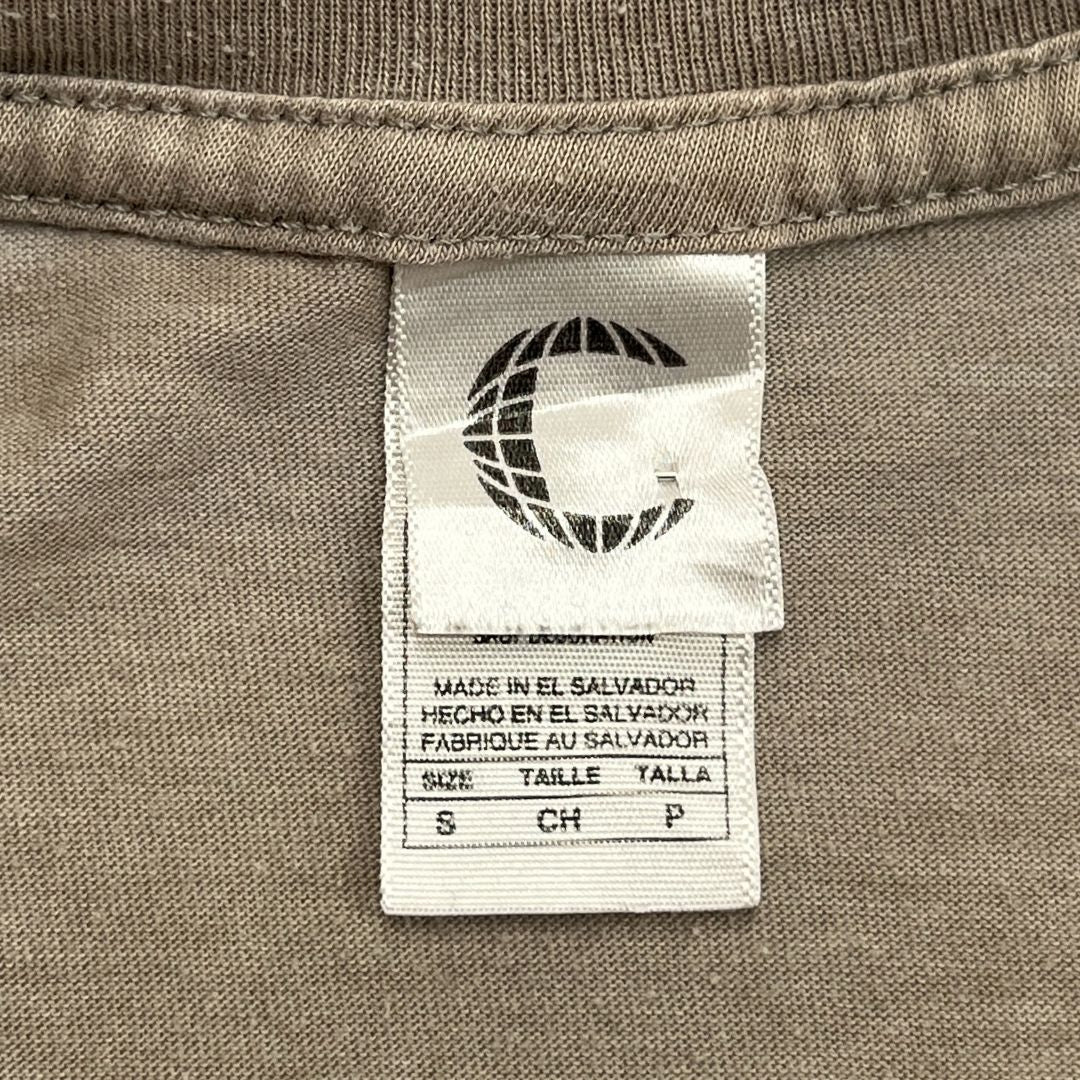 C
MADE IN EL SALVADOR
HECHO EN EL SALVADOR
FABRIQUE AU SALVADOR
SIZE TAILLE TALLA
S CH P